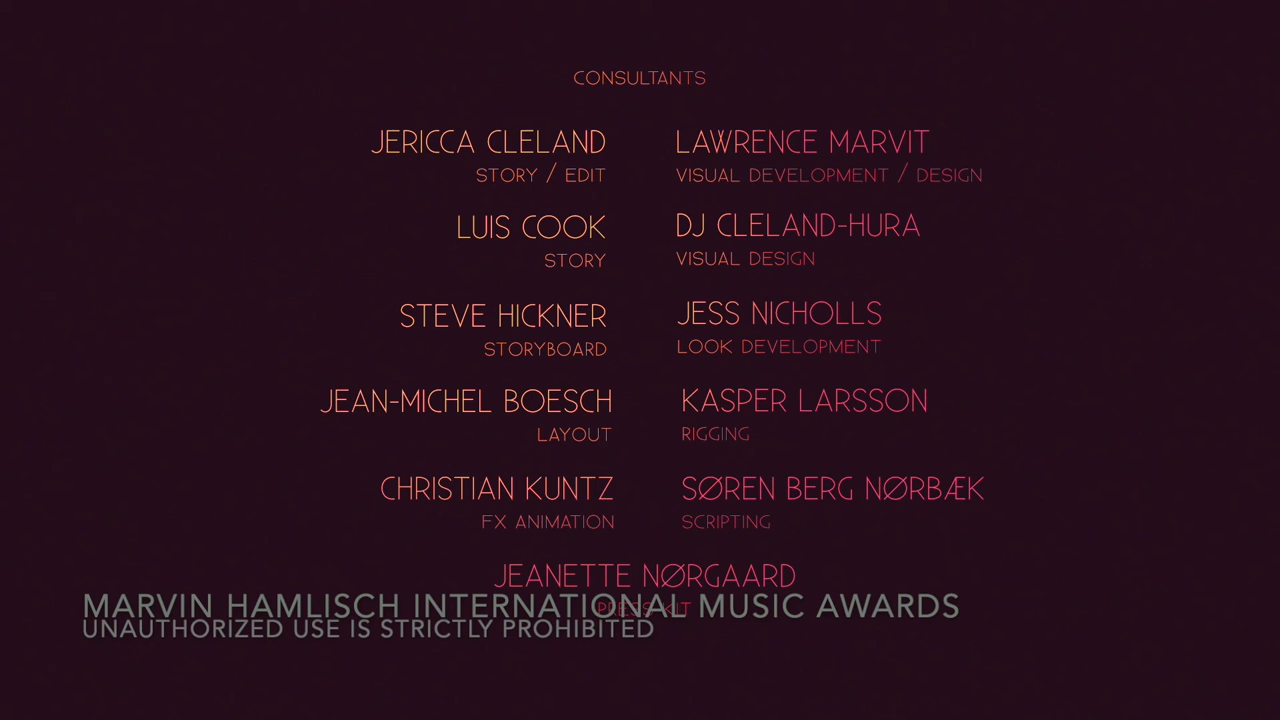 CONSULTANTS
JERICCA CLELAND
STORY / EDIT
LAWRENCE MARVIT
VISUAL DEVELOPMENT / DESIGN
LUIS COOK
STORY
DJ CLELAND-HURA
VISUAL DESIGN
STEVE HICKNER
STORYBOARD
JESS NICHOLLS
LOOK DEVELOPMENT
JEAN-MICHEL BOESCH
LAYOUT
KASPER LARSSON
RIGGING
CHRISTIAN KUNTZ
FX ANIMATION
SØREN BERG NØRBÆK
SCRIPTING
JEANETTE NØRGAARD
PRESS KIT
MARVIN HAMLISCH INTERNATIONAL MUSIC AWARDS
UNAUTHORIZED USE IS STRICTLY PROHIBITED